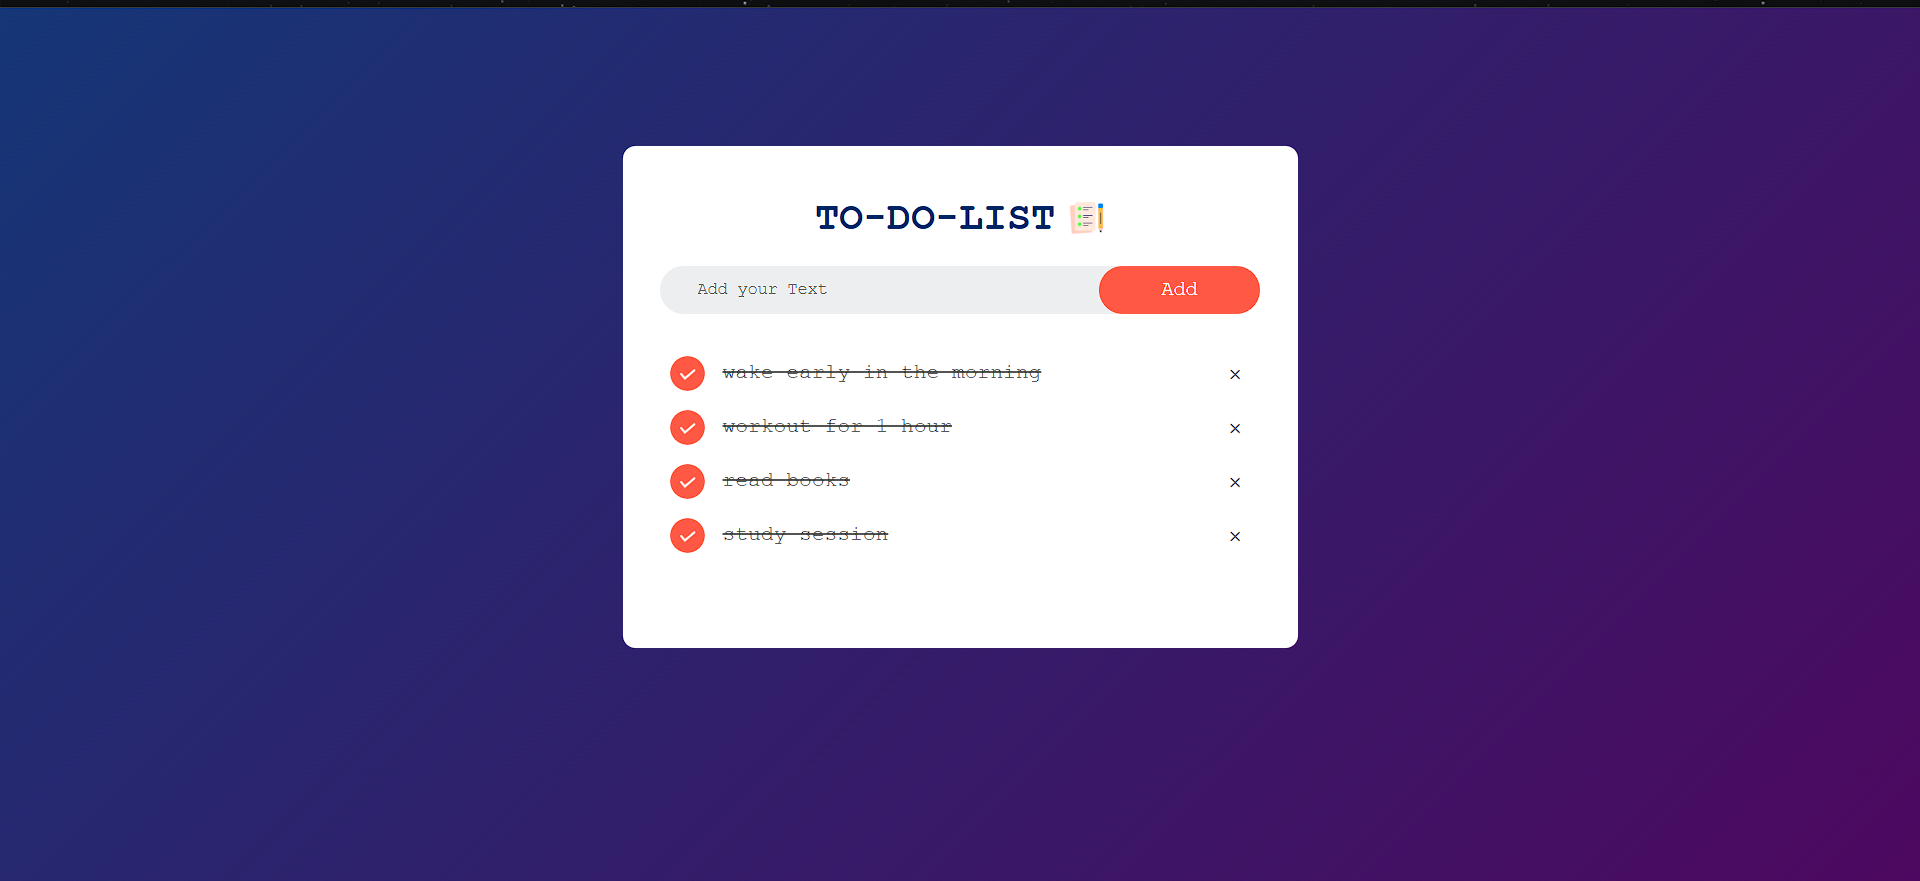 TO-DO-LIST
Add your Text
Add
wake early in the morning
×
workout for 1 hour
×
read books
×
study session
×